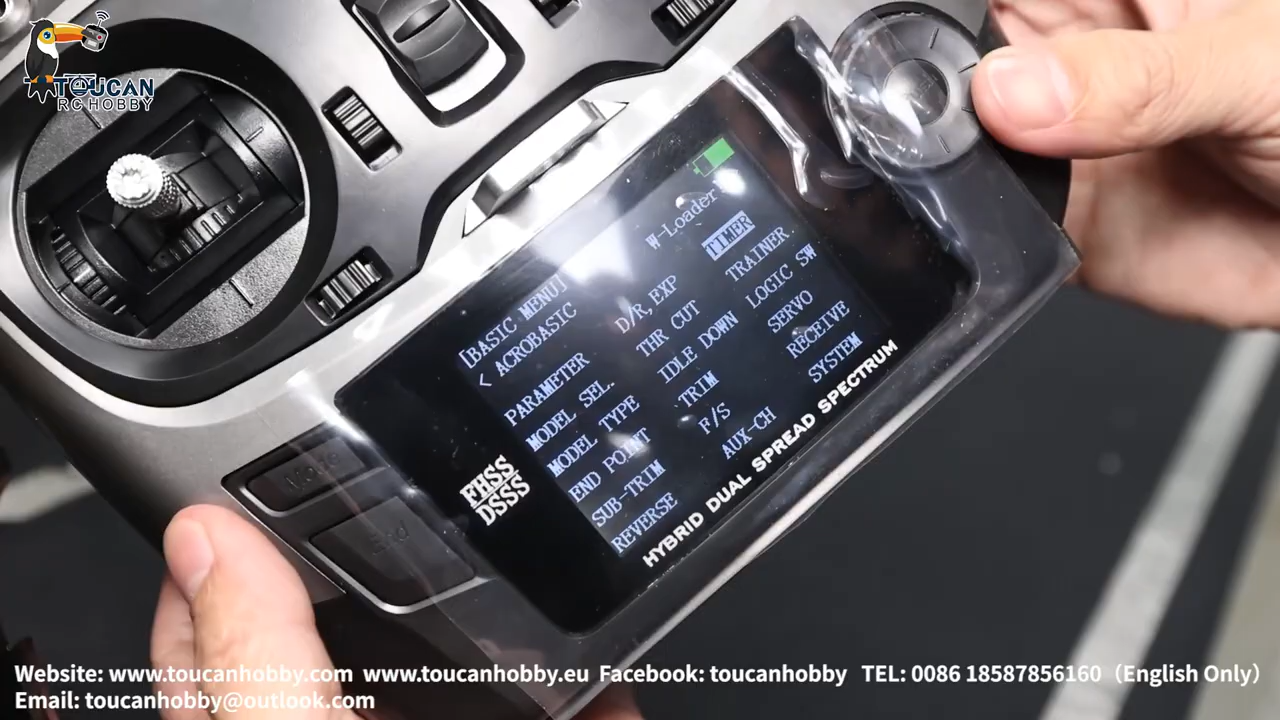 TOUCAN
RC HOBBY
[BASIC MENU]
W-Loader
< ACROBASIC
PARAMETER
MODEL SEL.
MODEL TYPE
END POINT
SUB-TRIM
REVERSE
D/R,EXP
THR CUT
IDLE DOWN
TRIM
F/S
AUX-CH
TIMER
TRAINER
LOGIC SW
SERVO
RECEIVE
SYSTEM
FHSS
DSSS
HYBRID DUAL SPREAD SPECTRUM
Mode
End
Website: www.toucanhobby.com www.toucanhobby.eu Facebook: toucanhobby TEL: 0086 18587856160（English Only）
Email: toucanhobby@outlook.com